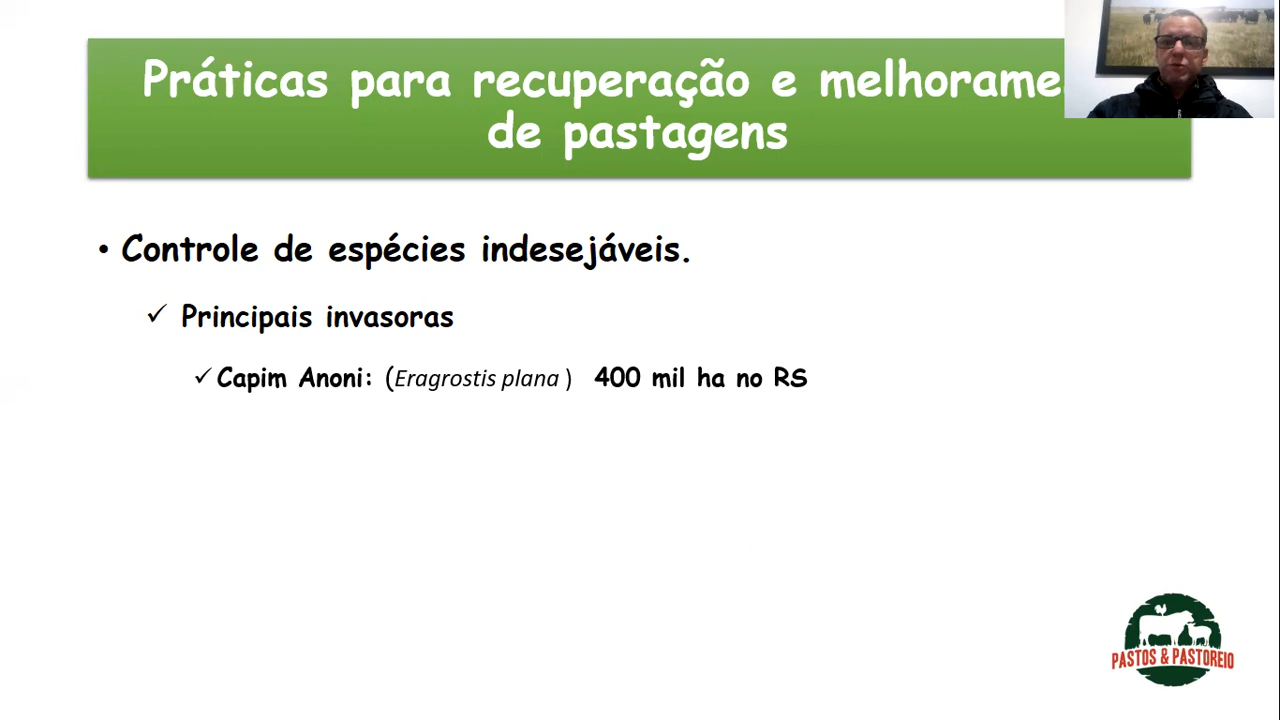 Práticas para recuperação e melhorame
de pastagens
• Controle de espécies indesejáveis.
✓ Principais invasoras
✓ Capim Anoni: (Eragrostis plana ) 400 mil ha no RS
PASTOS & PASTOREIO